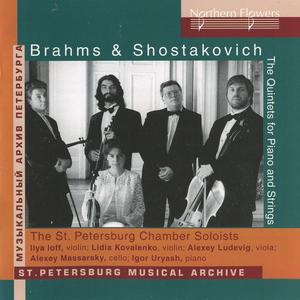 Northern Flowers
Brahms & Shostakovich
The Quintets for Piano and Strings
МУЗЫКАЛЬНЫЙ АРХИВ ПЕТЕРБУРГА
The St. Petersburg Chamber Soloists
Ilya Ioff, violin; Lidia Kovalenko, violin; Alexey Ludevig, viola;
Alexey Massarsky, cello; Igor Uryash, piano
ST. PETERSBURG MUSICAL ARCHIVE